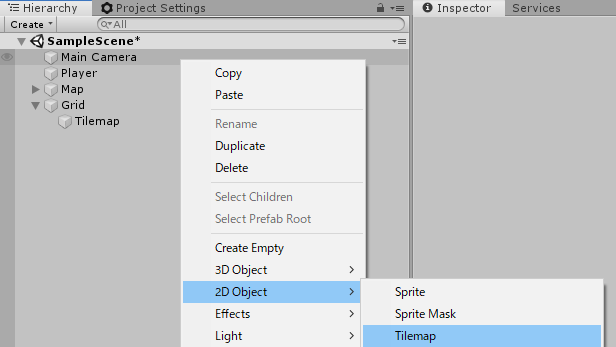 Hierarchy
Project Settings
Inspector
Services
Create
All
SampleScene*
Main Camera
Player
Map
Grid
Tilemap
Copy
Paste
Rename
Duplicate
Delete
Select Children
Select Prefab Root
Create Empty
3D Object
2D Object
Effects
Light
Sprite
Sprite Mask
Tilemap